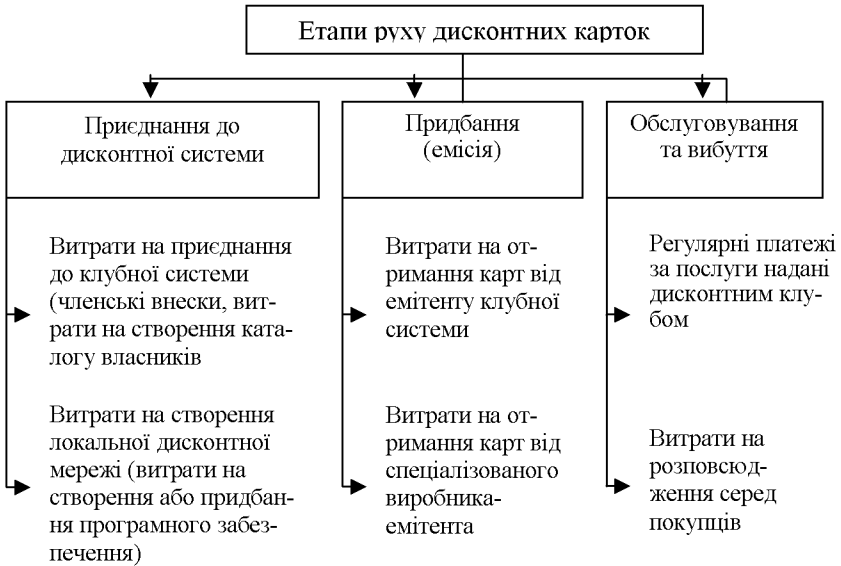 Етапи руху дисконтних карток
Приєднання до
дисконтної системи
Придбання
(емісія)
Обслуговування
та вибуття
Витрати на приєднання
до клубної системи
(членські внески, вит-
рати на створення ката-
логу власників
Витрати на створення
локальної дисконтної
мережі (витрати на
створення або придбан-
ня програмного забез-
печення)
Витрати на от-
римання карт від
емітенту клубної
системи
Витрати на от-
римання карт від
спеціалізованого
виробника-
емітента
Регулярні платежі
за послуги надані
дисконтним клу-
бом
Витрати на
розповсюд-
ження серед
покупців